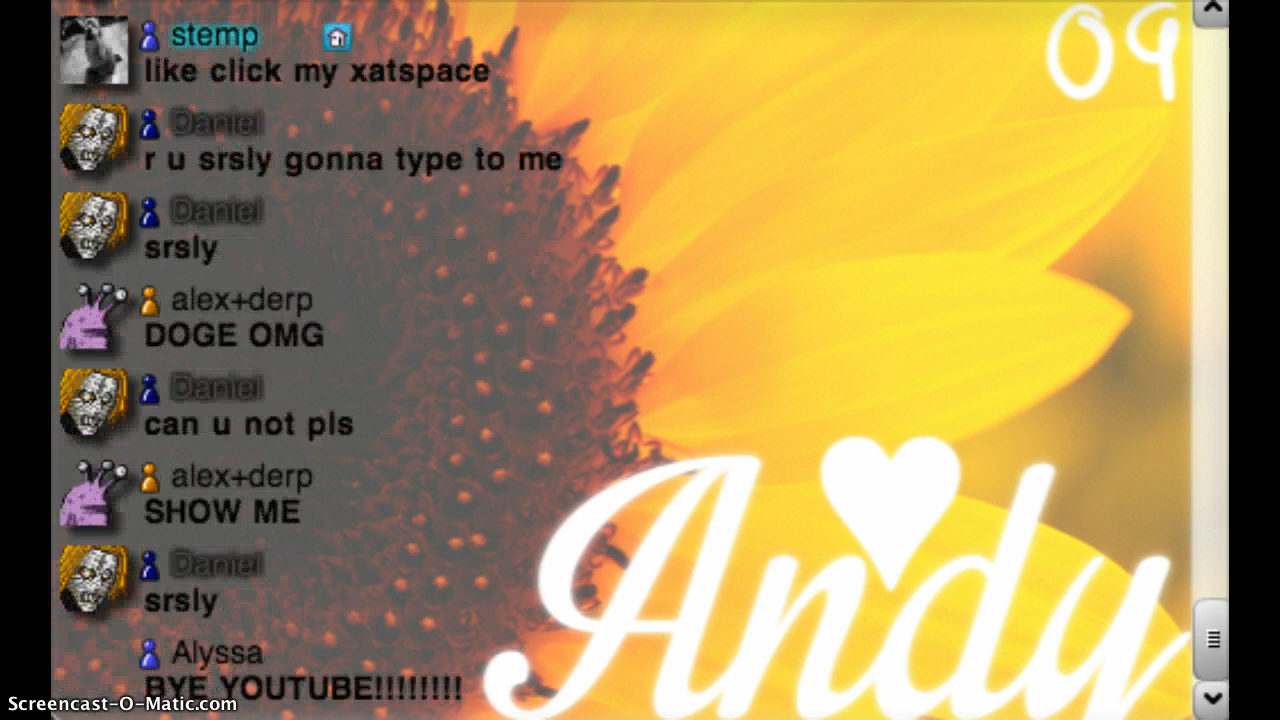 stemp
like click my xatspace
Daniel
r u srsly gonna type to me
Daniel
srsly
alex+derp
DOGE OMG
Daniel
can u not pls
alex+derp
SHOW ME
Daniel
srsly
Alyssa
BYE YOUTUBE!!!!!!!!
09
Andy
Screencast-O-Matic.com